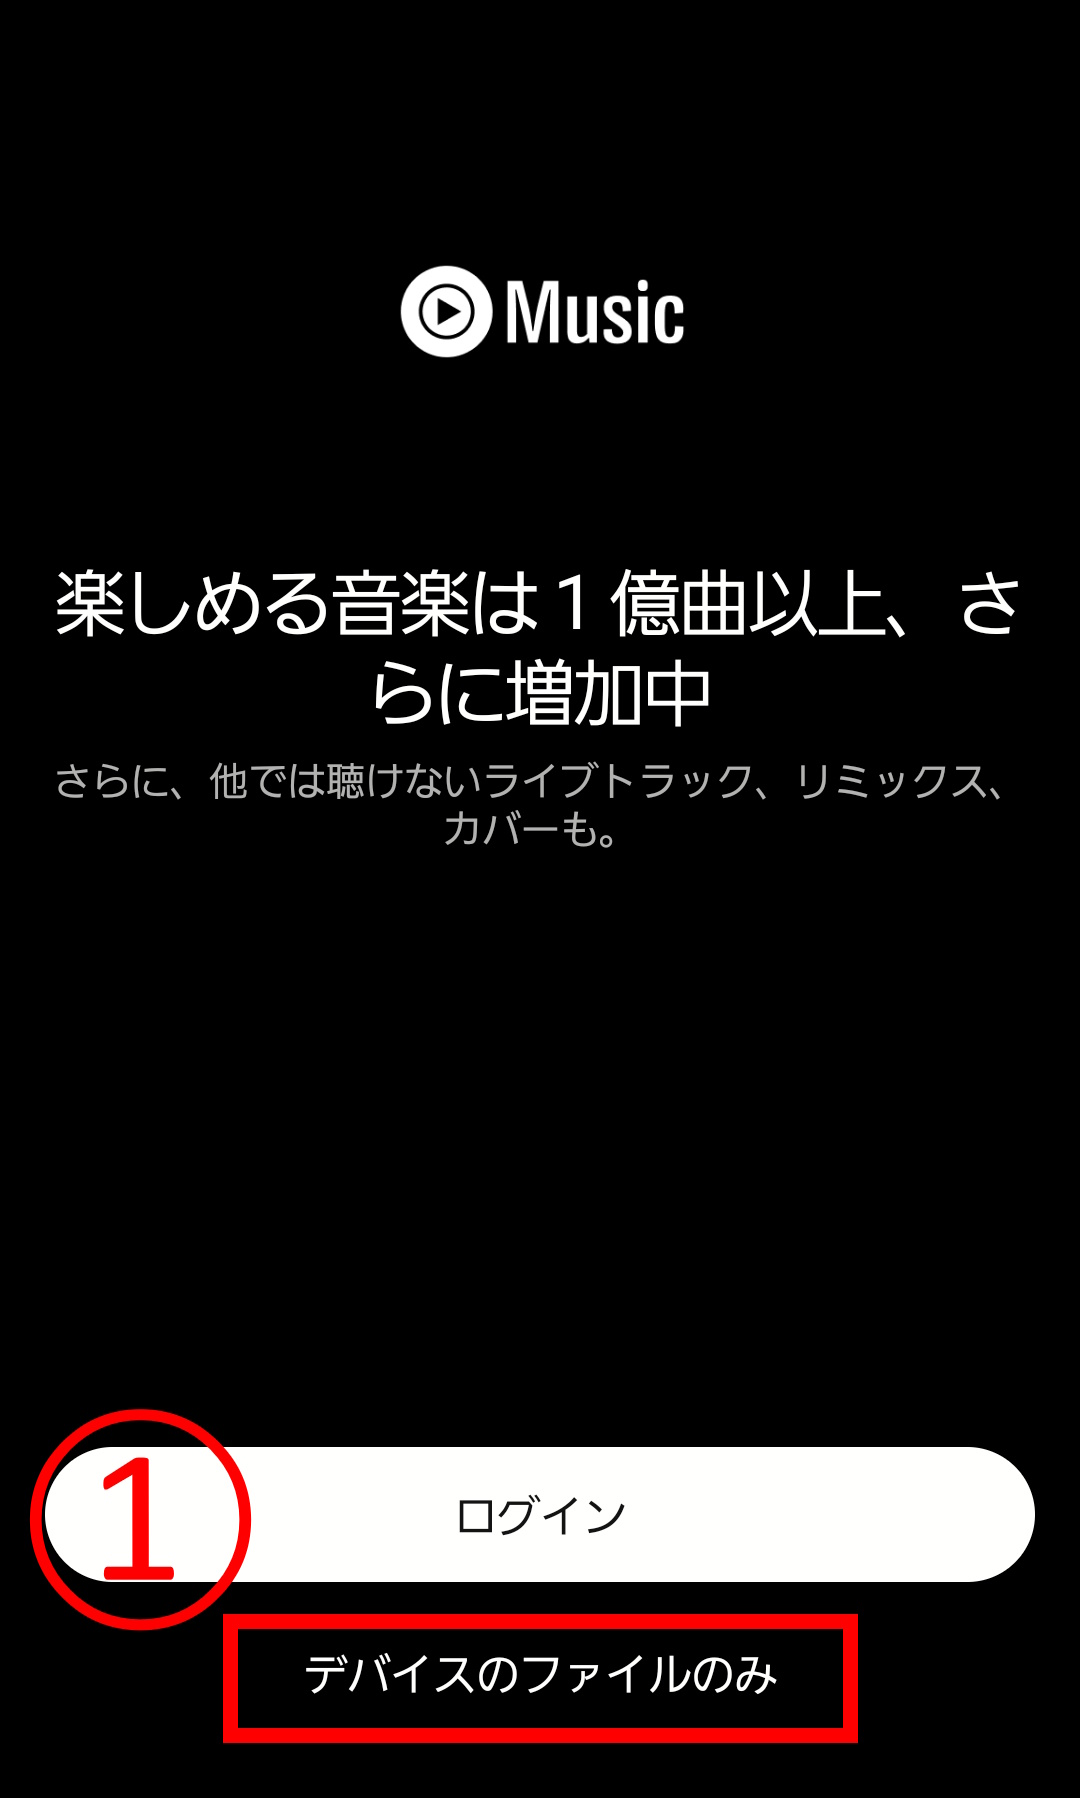 Music
楽しめる音楽は 1 億曲以上、さ
らに増加中
さらに、他では聴けないライブトラック、リミックス、
カバーも。
1
ログイン
デバイスのファイルのみ